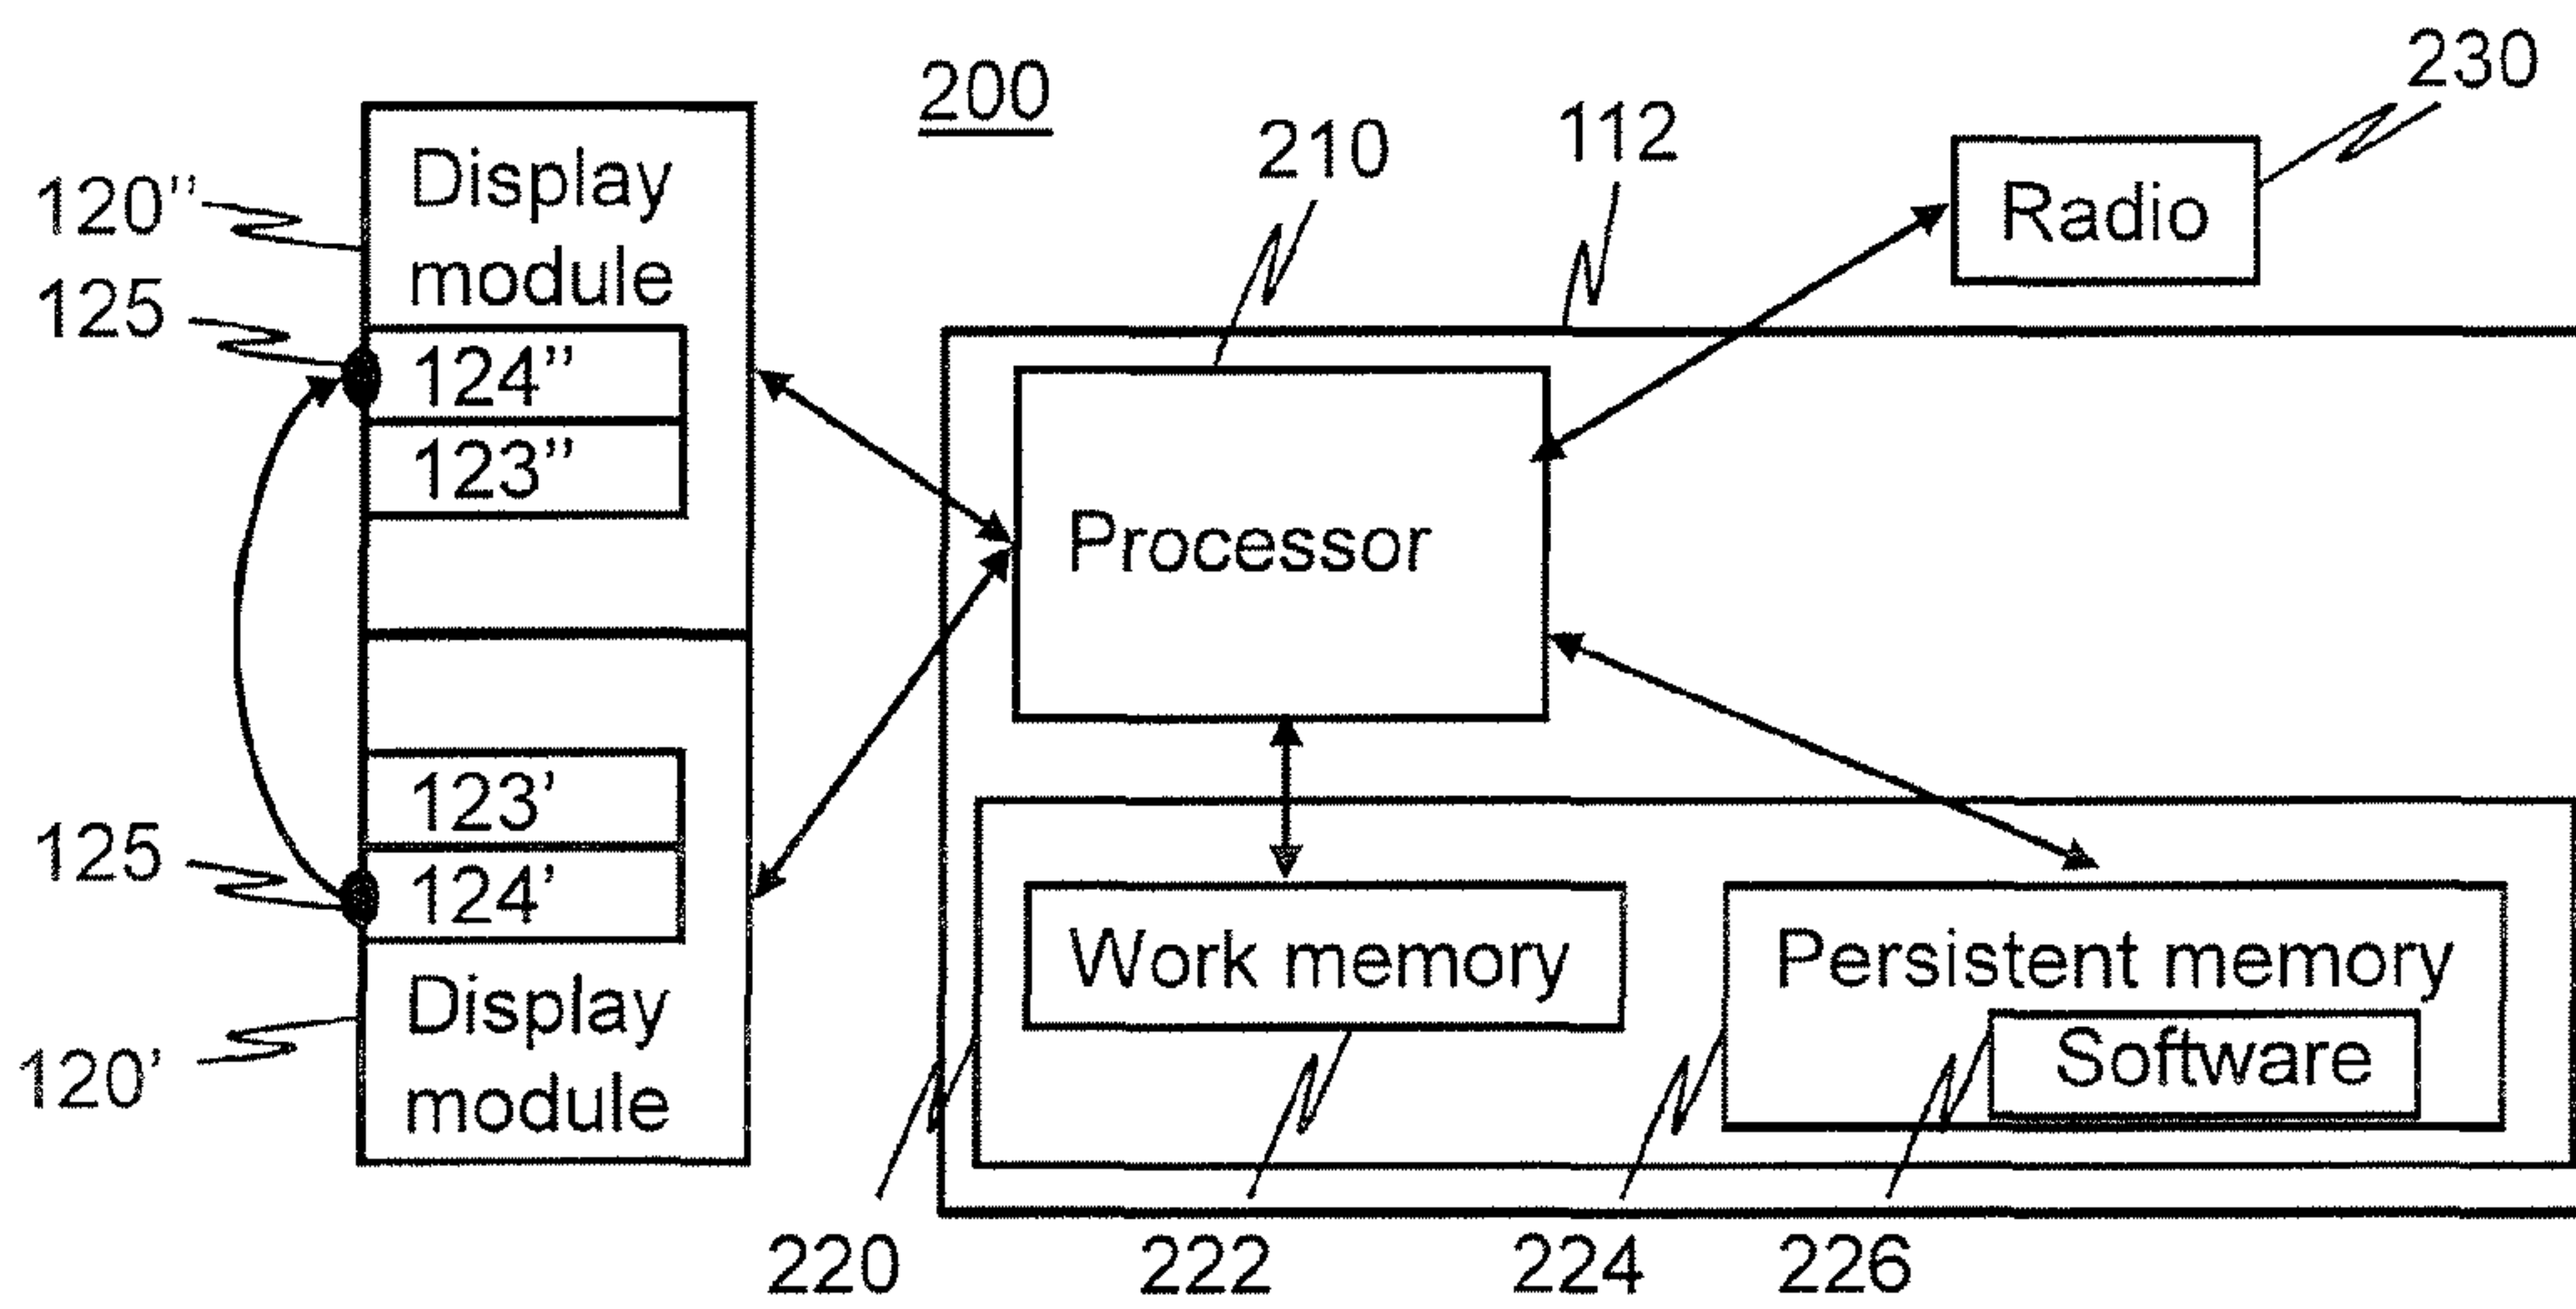 200
230
112
210
Display
module
120"
Radio
125
124”
123”
Processor
123’
125
124’
Work memory
Persistent memory
Display
module
Software
120’
220
222
224
226